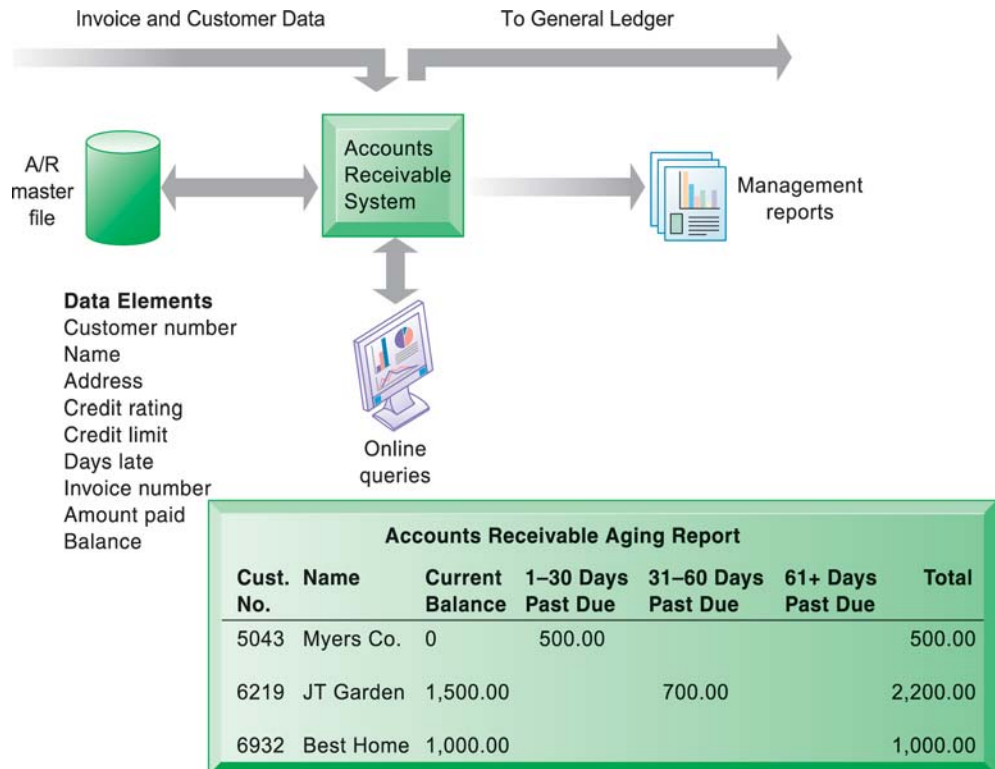 Invoice and Customer Data
To General Ledger
A/R
master
file
Accounts
Receivable
System
Management
reports
Data Elements
Customer number
Name
Address
Credit rating
Credit limit
Days late
Invoice number
Amount paid
Balance
Online
queries
Accounts Receivable Aging Report
Cust. Name Current 1–30 Days 31–60 Days 61+ Days Total
No. Balance Past Due Past Due Past Due
5043 Myers Co. 0 500.00 500.00
6219 JT Garden 1,500.00 700.00 2,200.00
6932 Best Home 1,000.00 1,000.00